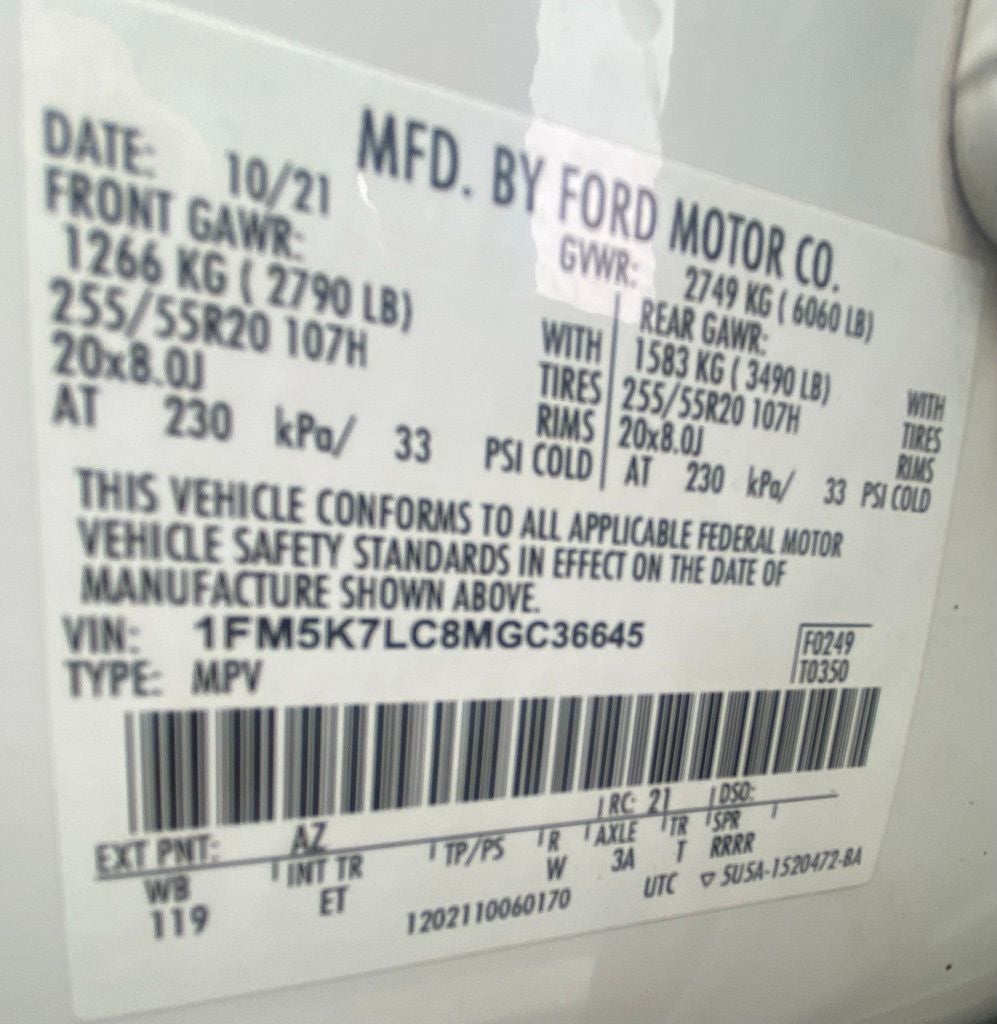 MFD. BY FORD MOTOR CO.
DATE: 10/21
GVWR: 2749 KG ( 6060 LB)
FRONT GAWR:
1266 KG ( 2790 LB) WITH
255/55R20 107H TIRES
20x8.0J RIMS
AT 230 kPa/ 33 PSI COLD
REAR GAWR:
1583 KG ( 3490 LB) WITH
255/55R20 107H TIRES
20x8.0J RIMS
AT 230 kPa/ 33 PSI COLD
THIS VEHICLE CONFORMS TO ALL APPLICABLE FEDERAL MOTOR
VEHICLE SAFETY STANDARDS IN EFFECT ON THE DATE OF
MANUFACTURE SHOWN ABOVE.
VIN: 1FM5K7LC8MGC36645
TYPE: MPV
F0249
T0350
EXT PNT: AZ RC: 21 DSO:
WB INT TR TP/PS R AXLE TR SPR
119 ET W 3A T RRRR
1202110060170 UTC ▽ 5U5A-1520472-BA